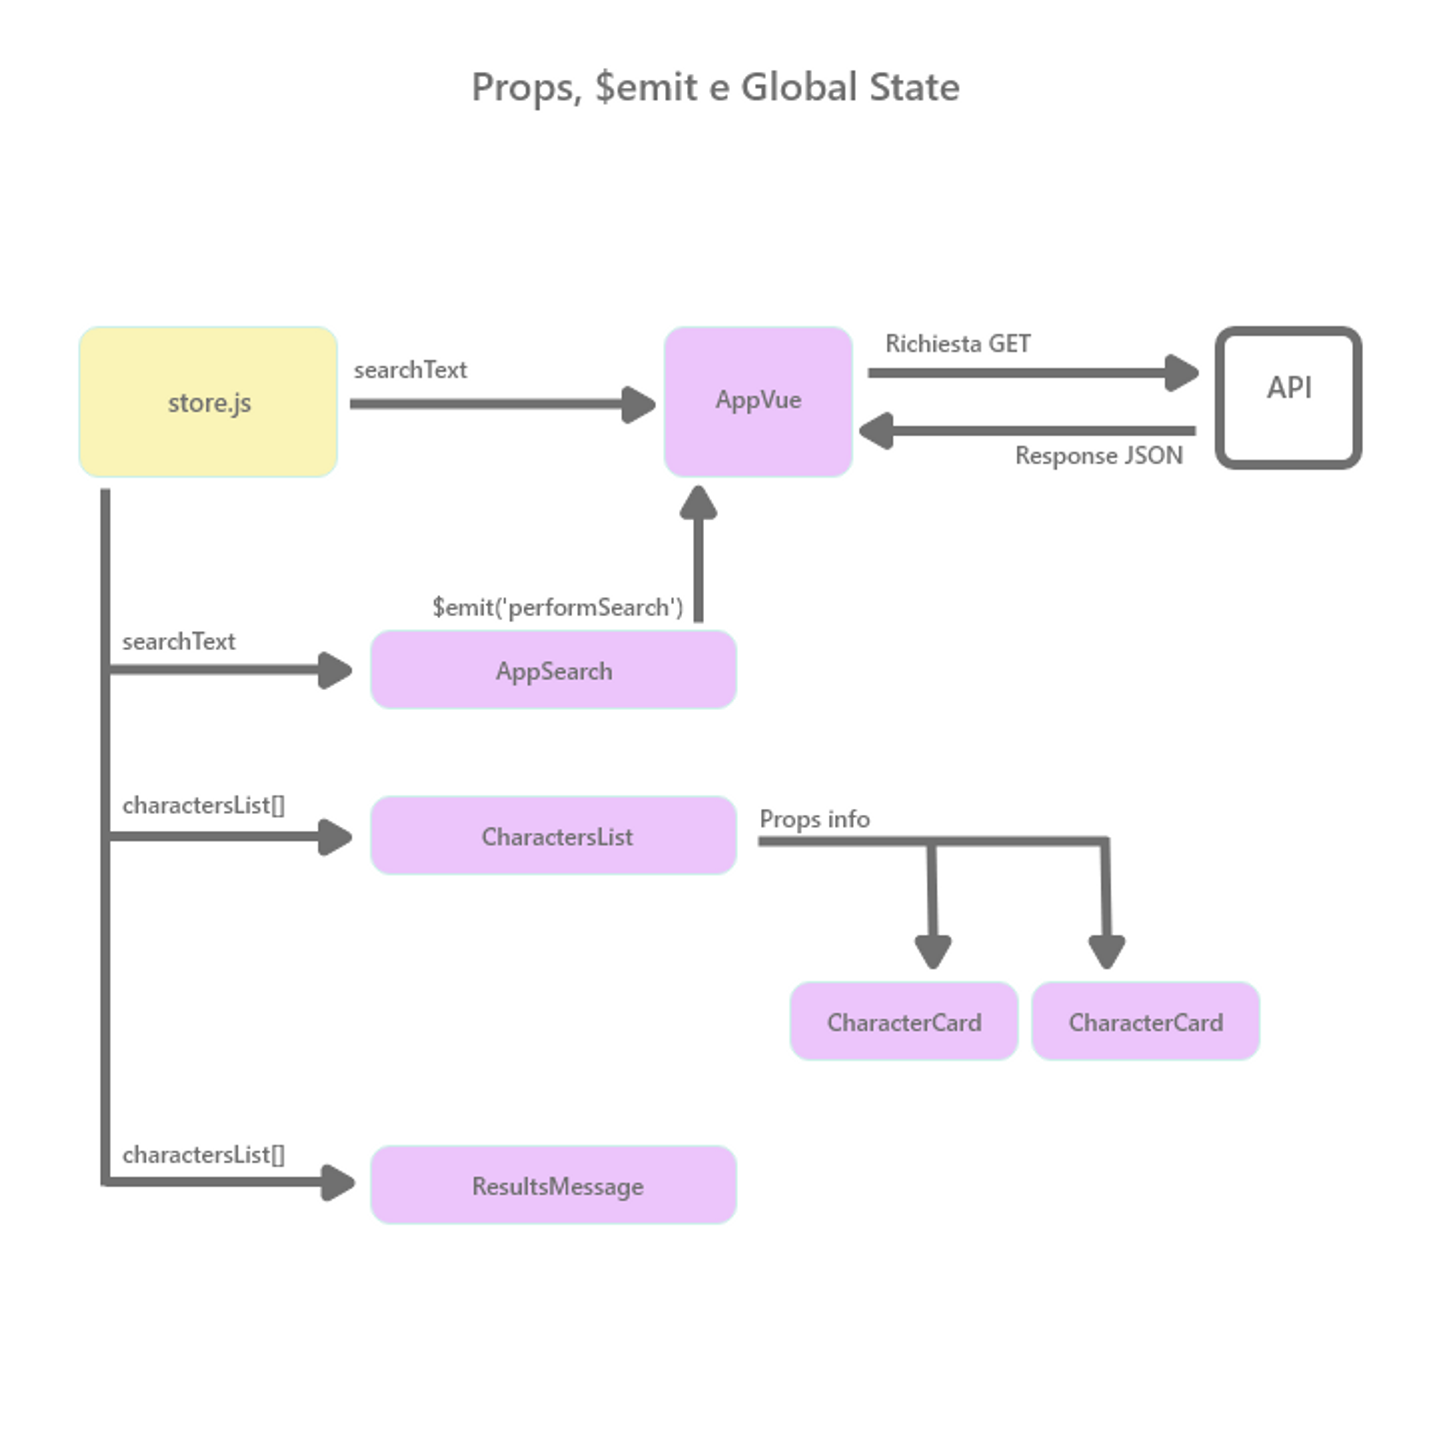 Props, $emit e Global State
store.js
searchText
AppVue
Richiesta GET
API
Response JSON
$emit('performSearch')
searchText
AppSearch
charactersList[]
CharactersList
Props info
CharacterCard
CharacterCard
charactersList[]
ResultsMessage